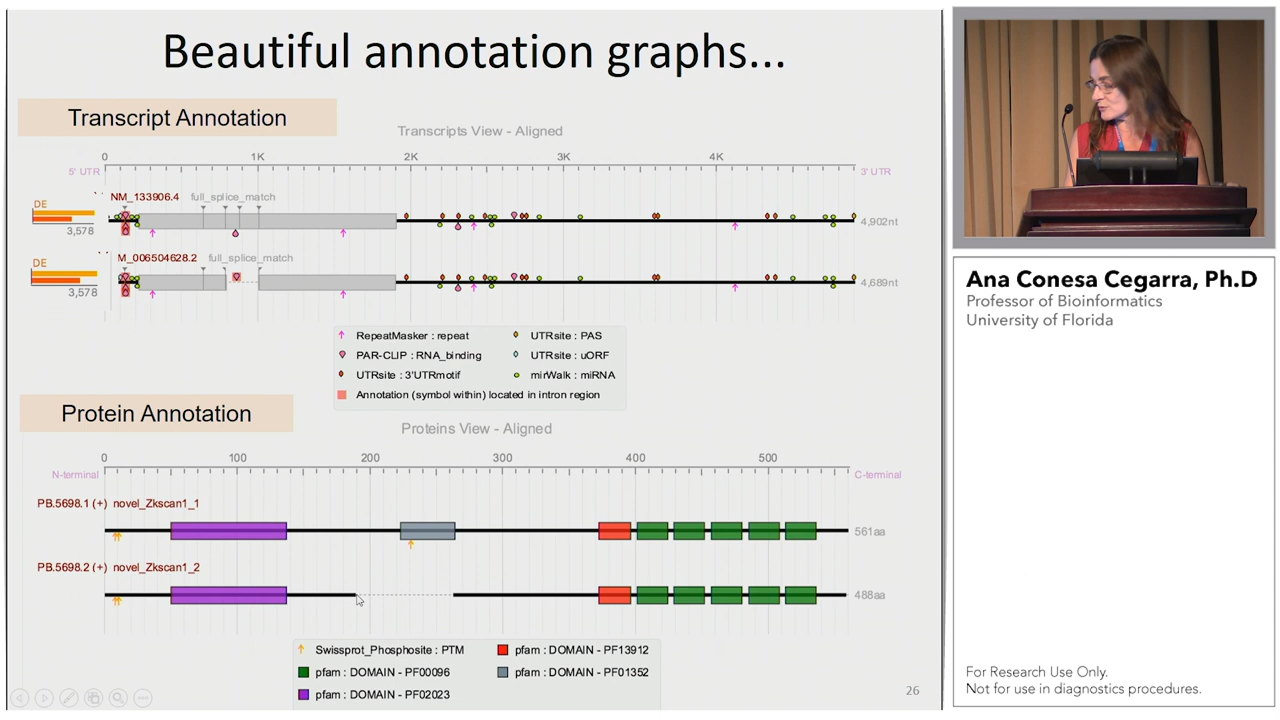 Beautiful annotation graphs...
Transcript Annotation
Transcripts View - Aligned
0 1K 2K 3K 4K
5' UTR 3' UTR
NM_133906.4 full_splice_match
DE
3,578
4,902nt
M_006504628.2 full_splice_match
DE
3,578
4,689nt
RepeatMasker : repeat UTRsite : PAS
PAR-CLIP : RNA_binding UTRsite : uORF
UTRsite : 3'UTRmotif mirWalk : miRNA
Annotation (symbol within) located in intron region
Protein Annotation
Proteins View - Aligned
0 100 200 300 400 500
N-terminal C-terminal
PB.5698.1 (+) novel_Zkscan1_1
561aa
PB.5698.2 (+) novel_Zkscan1_2
488aa
Swissprot_Phosphosite : PTM pfam : DOMAIN - PF13912
pfam : DOMAIN - PF00096 pfam : DOMAIN - PF01352
pfam : DOMAIN - PF02023
26
Ana Conesa Cegarra, Ph.D
Professor of Bioinformatics
University of Florida
For Research Use Only.
Not for use in diagnostics procedures.